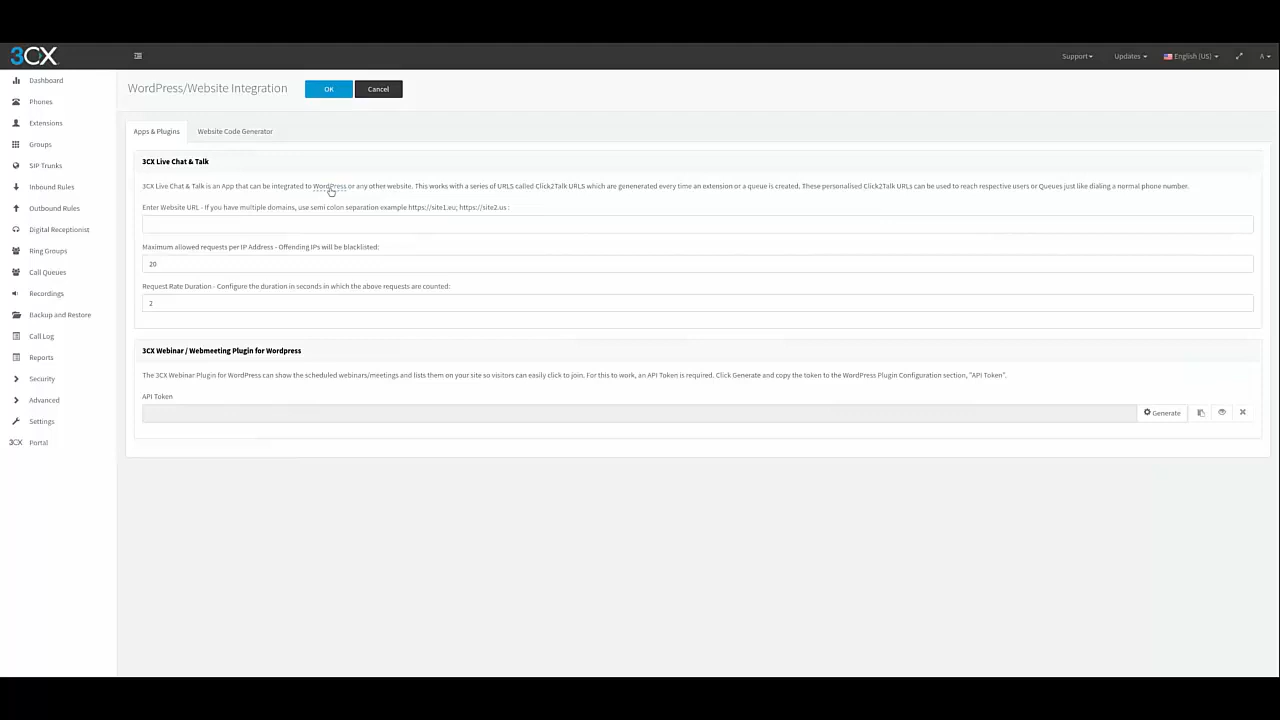 3CX
Support
Updates
English (US)
A
Dashboard
Phones
Extensions
Groups
SIP Trunks
Inbound Rules
Outbound Rules
Digital Receptionist
Ring Groups
Call Queues
Recordings
Backup and Restore
Call Log
Reports
Security
Advanced
Settings
3CX Portal
WordPress/Website Integration
OK
Cancel
Apps & Plugins
Website Code Generator
3CX Live Chat & Talk
3CX Live Chat & Talk is an App that can be integrated to WordPress or any other website. This works with a series of URLS called Click2Talk URLS which are genenerated every time an extension or a queue is created. These personalised Click2Talk URLs can be used to reach respective users or Queues just like dialing a normal phone number.
Enter Website URL - If you have multiple domains, use semi colon separation example https://site1.eu; https://site2.us :
Maximum allowed requests per IP Address - Offending IPs will be blacklisted:
20
Request Rate Duration - Configure the duration in seconds in which the above requests are counted:
2
3CX Webinar / Webmeeting Plugin for Wordpress
The 3CX Webinar Plugin for WordPress can show the scheduled webinars/meetings and lists them on your site so visitors can easily click to join. For this to work, an API Token is required. Click Generate and copy the token to the WordPress Plugin Configuration section, "API Token".
API Token
Generate